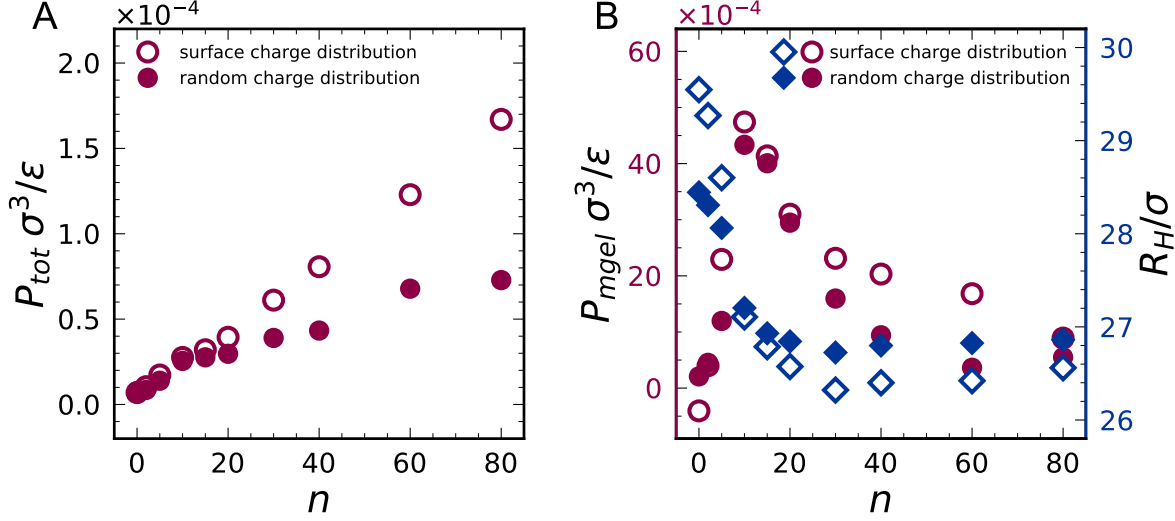 A
×10⁻⁴
surface charge distribution
random charge distribution
2.0
1.5
1.0
0.5
0.0
P_tot σ³/ε
0 20 40 60 80
n
B
×10⁻⁴
surface charge distribution
random charge distribution
60
40
20
0
P_mgel σ³/ε
30
29
28
27
26
R_H/σ
0 20 40 60 80
n